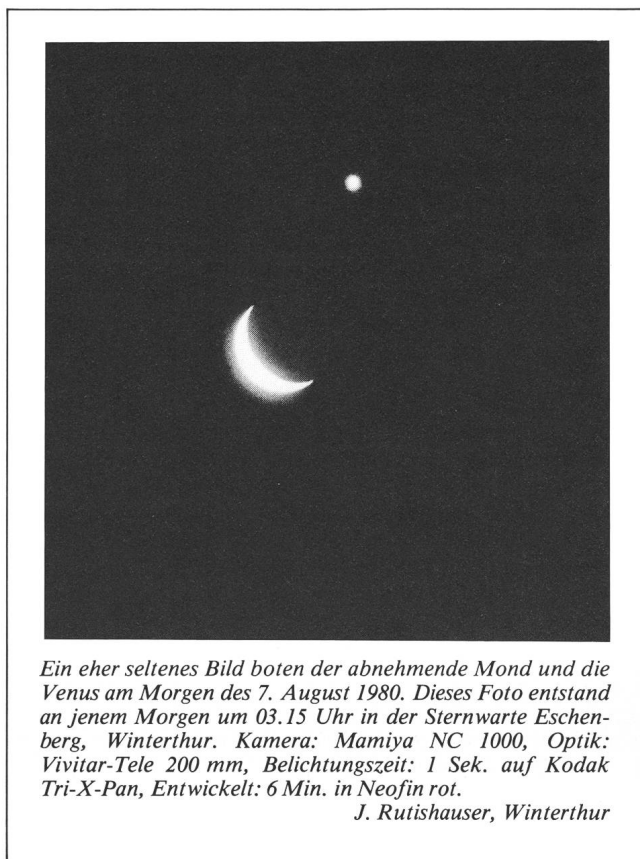 Ein eher seltenes Bild boten der abnehmende Mond und die
Venus am Morgen des 7. August 1980. Dieses Foto entstand
an jenem Morgen um 03.15 Uhr in der Sternwarte Eschen-
berg, Winterthur. Kamera: Mamiya NC 1000, Optik:
Vivitar-Tele 200 mm, Belichtungszeit: 1 Sek. auf Kodak
Tri-X-Pan, Entwickelt: 6 Min. in Neofin rot.
J. Rutishauser, Winterthur